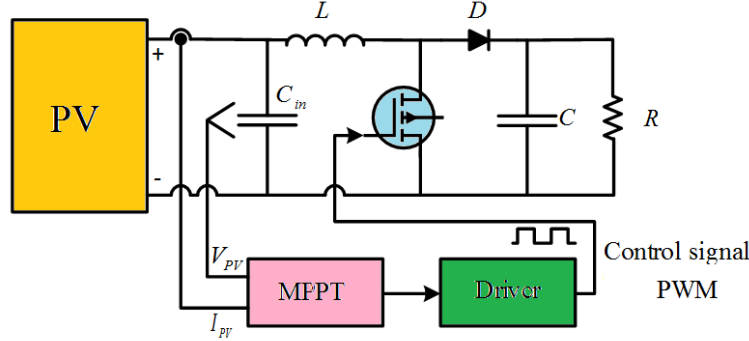 L
D
+
PV
C in
C
R
-
V PV
Control signal
MPPT
Driver
PWM
I PV